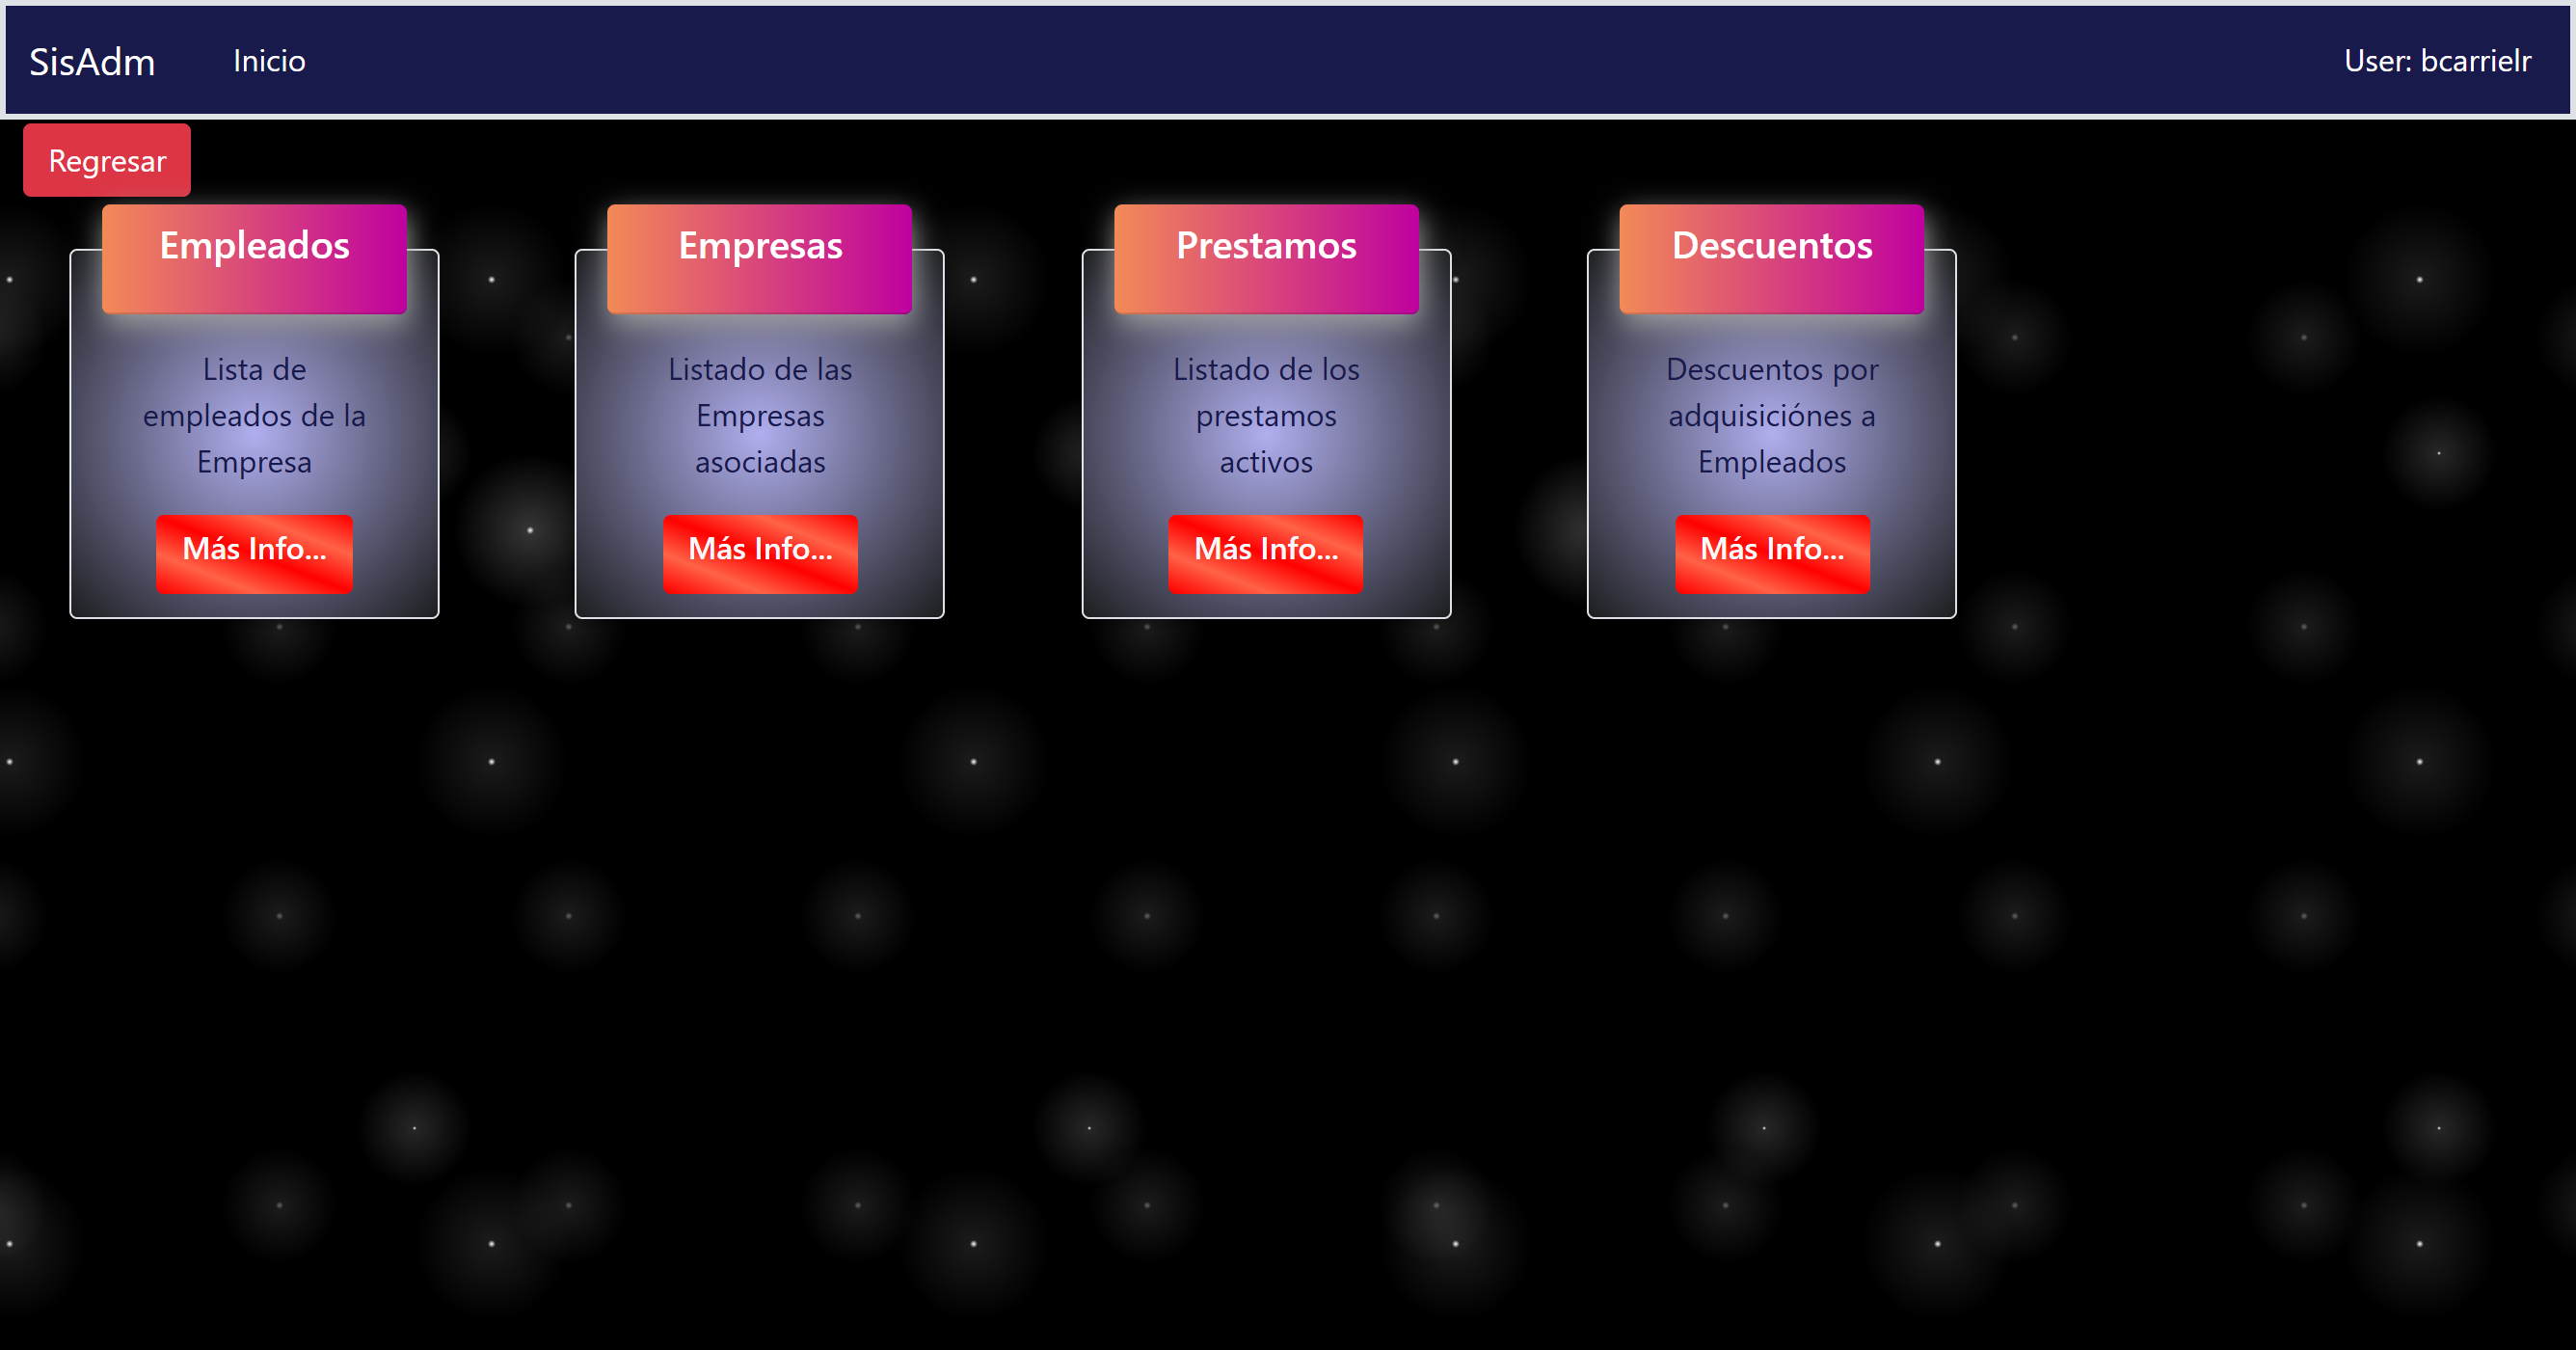 SisAdm Inicio User: bcarrielr
Regresar
Empleados
Lista de
empleados de la
Empresa
Más Info...
Empresas
Listado de las
Empresas
asociadas
Más Info...
Prestamos
Listado de los
prestamos
activos
Más Info...
Descuentos
Descuentos por
adquisiciónes a
Empleados
Más Info...